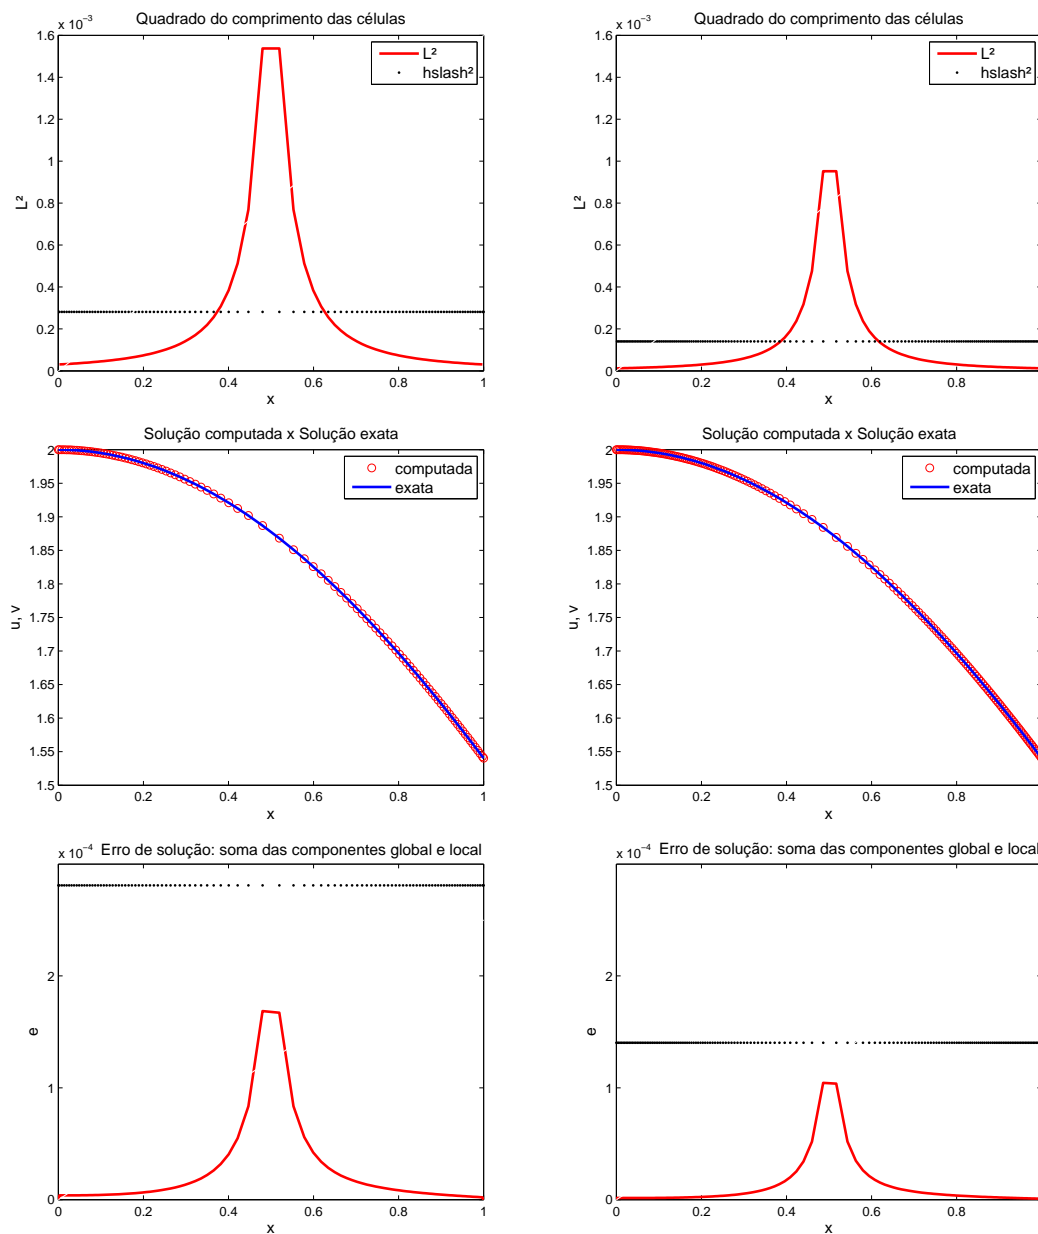 x 10⁻³
Quadrado do comprimento das células
1.6
1.4
1.2
1
0.8
0.6
0.4
0.2
0
L²
L²
hslash²
0
0.2
0.4
0.6
0.8
1
x
x 10⁻³
Quadrado do comprimento das células
1.6
1.4
1.2
1
0.8
0.6
0.4
0.2
0
L²
L²
hslash²
0
0.2
0.4
0.6
0.8
x
Solução computada x Solução exata
2
1.95
1.9
1.85
1.8
1.75
1.7
1.65
1.6
1.55
1.5
u, v
computada
exata
0
0.2
0.4
0.6
0.8
1
x
Solução computada x Solução exata
2
1.95
1.9
1.85
1.8
1.75
1.7
1.65
1.6
1.55
1.5
u, v
computada
exata
0
0.2
0.4
0.6
0.8
x
x 10⁻⁴
Erro de solução: soma das componentes global e local
2
1
0
e
0
0.2
0.4
0.6
0.8
1
x
x 10⁻⁴
Erro de solução: soma das componentes global e local
2
1
0
e
0
0.2
0.4
0.6
0.8
x